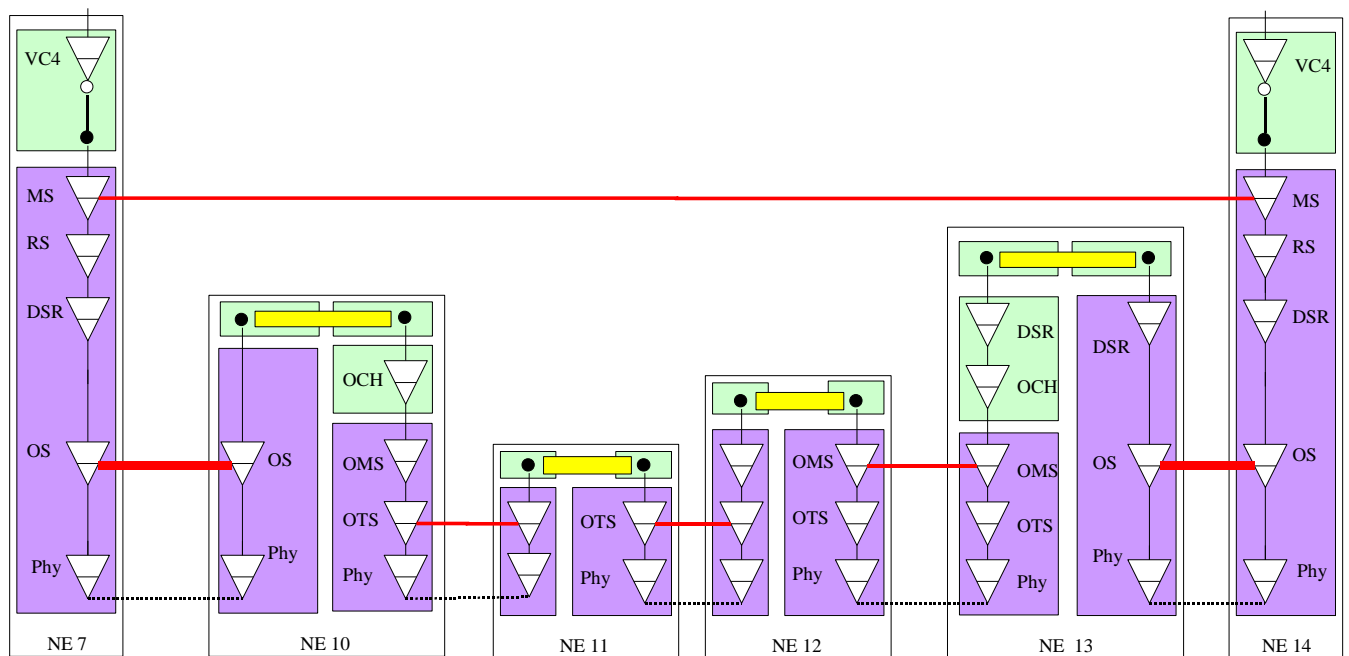 VC4
MS
RS
DSR
OS
Phy
NE 7
OS
Phy
OCH
OMS
OTS
Phy
NE 10
OTS
Phy
NE 11
OMS
OTS
Phy
NE 12
DSR
OCH
OMS
OTS
Phy
DSR
OS
Phy
NE 13
VC4
MS
RS
DSR
OS
Phy
NE 14